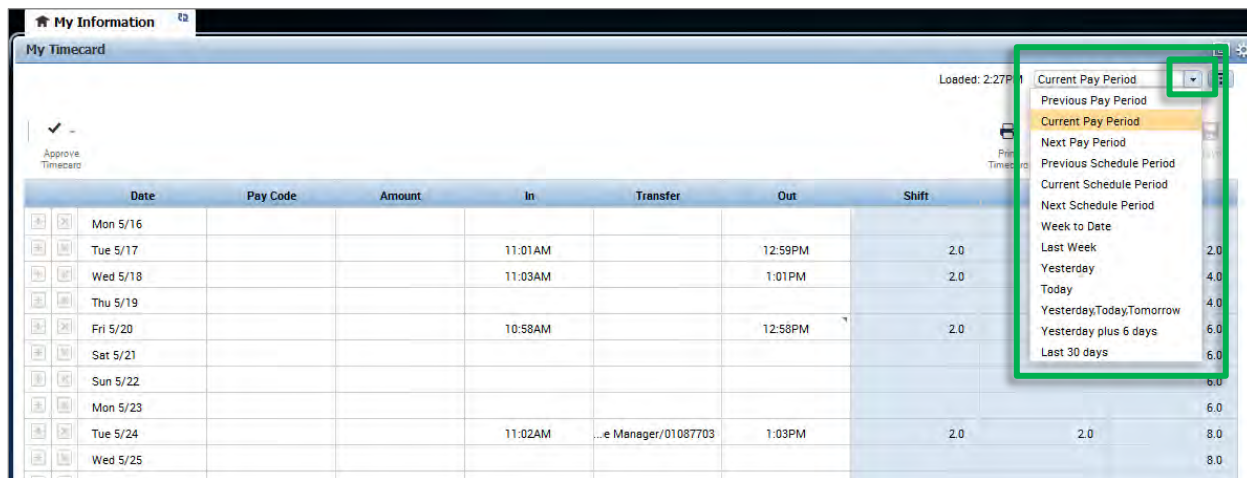 My Information
My Timecard
Loaded: 2:27PM Current Pay Period
Previous Pay Period
Current Pay Period
Next Pay Period
Previous Schedule Period
Current Schedule Period
Next Schedule Period
Week to Date
Last Week
Yesterday
Today
Yesterday,Today,Tomorrow
Yesterday plus 6 days
Last 30 days
Approve
Timecard
Date Pay Code Amount In Transfer Out Shift
Mon 5/16
Tue 5/17 11:01AM 12:59PM 2.0 2.0
Wed 5/18 11:03AM 1:01PM 2.0 4.0
Thu 5/19 4.0
Fri 5/20 10:58AM 12:58PM 2.0 6.0
Sat 5/21 6.0
Sun 5/22 6.0
Mon 5/23 6.0
Tue 5/24 11:02AM ...e Manager/01087703 1:03PM 2.0 2.0 8.0
Wed 5/25 8.0